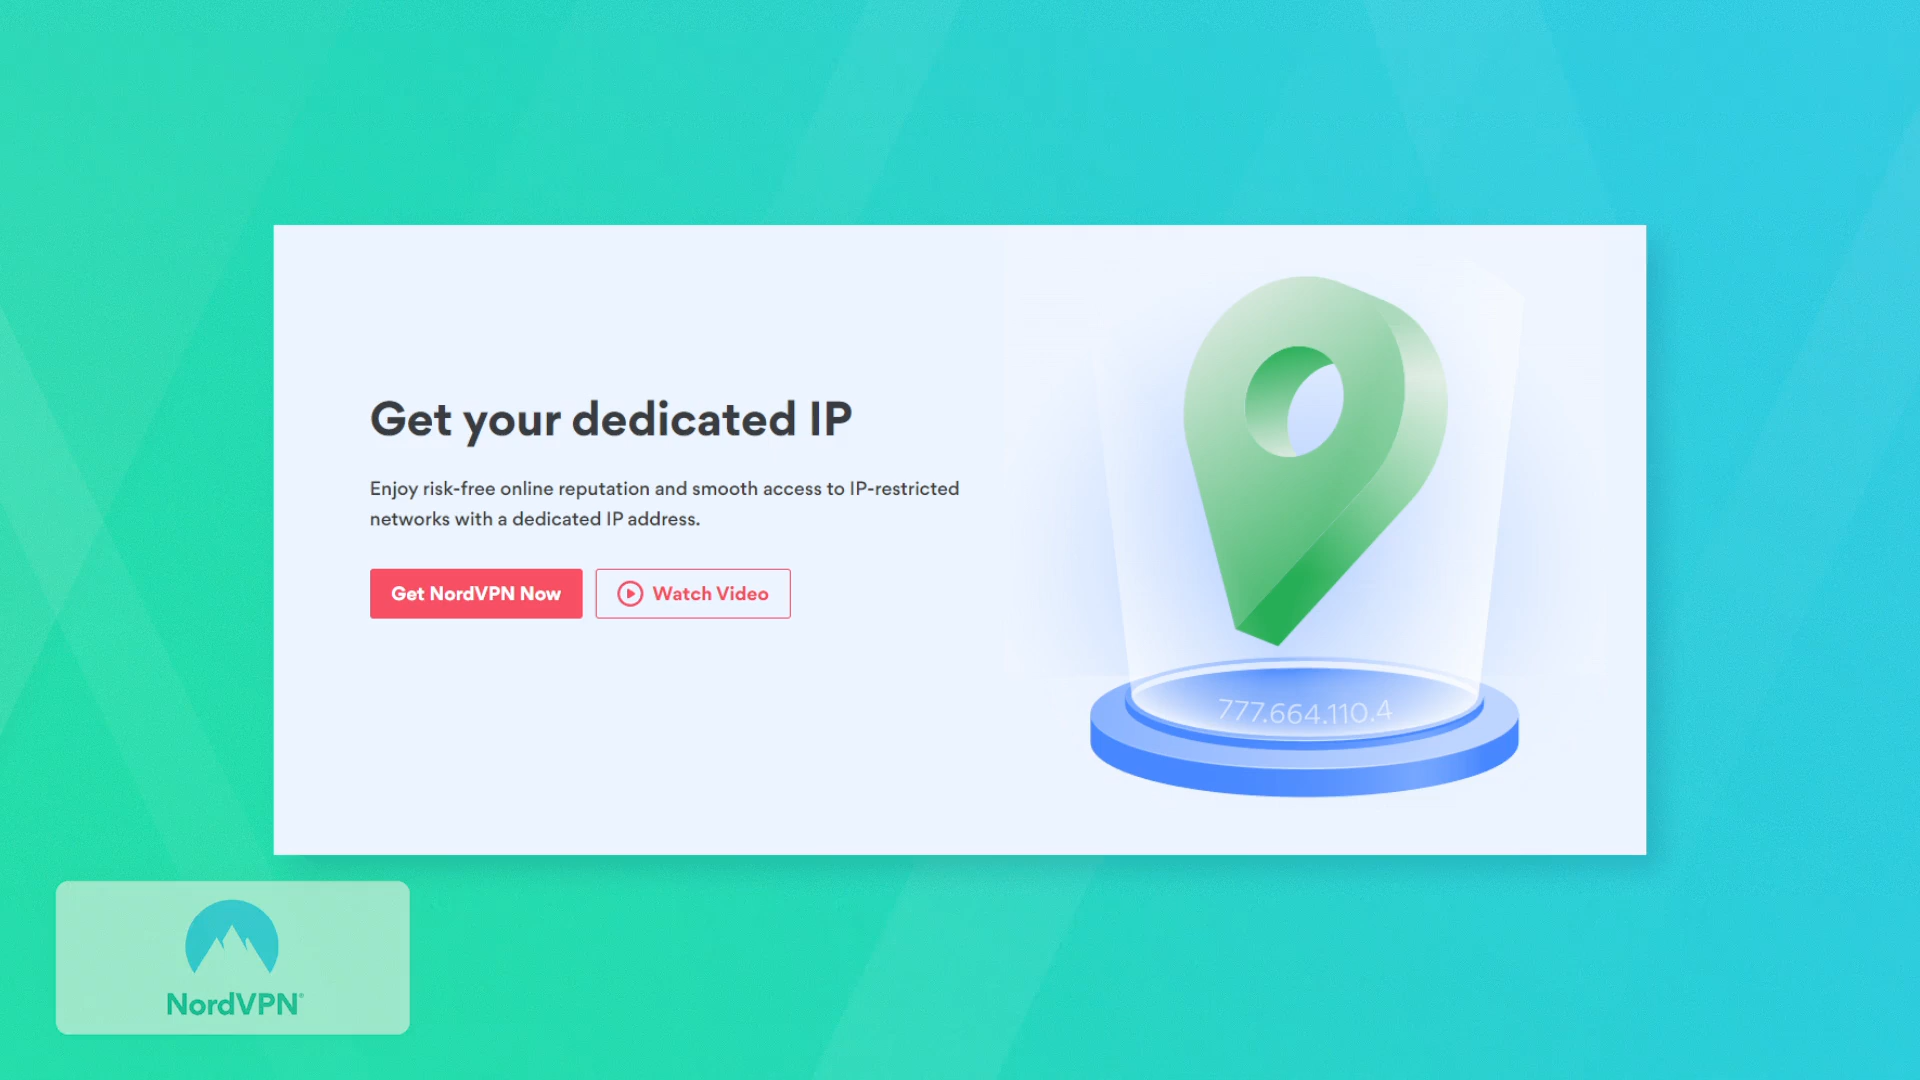 Get your dedicated IP
Enjoy risk-free online reputation and smooth access to IP-restricted
networks with a dedicated IP address.
Get NordVPN Now
Watch Video
777.664.110.4
NordVPN®